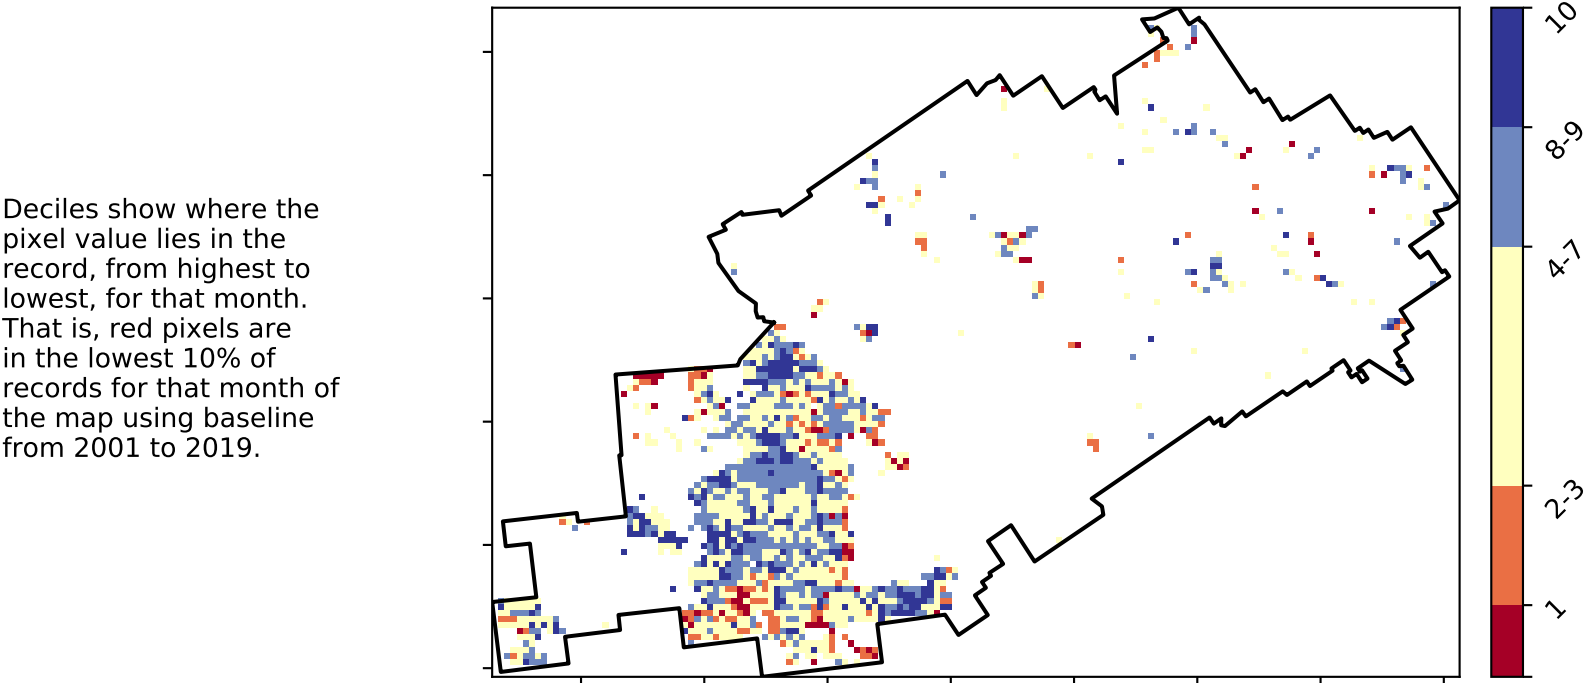 Deciles show where the
pixel value lies in the
record, from highest to
lowest, for that month.
That is, red pixels are
in the lowest 10% of
records for that month of
the map using baseline
from 2001 to 2019.
10
8-9
4-7
2-3
1